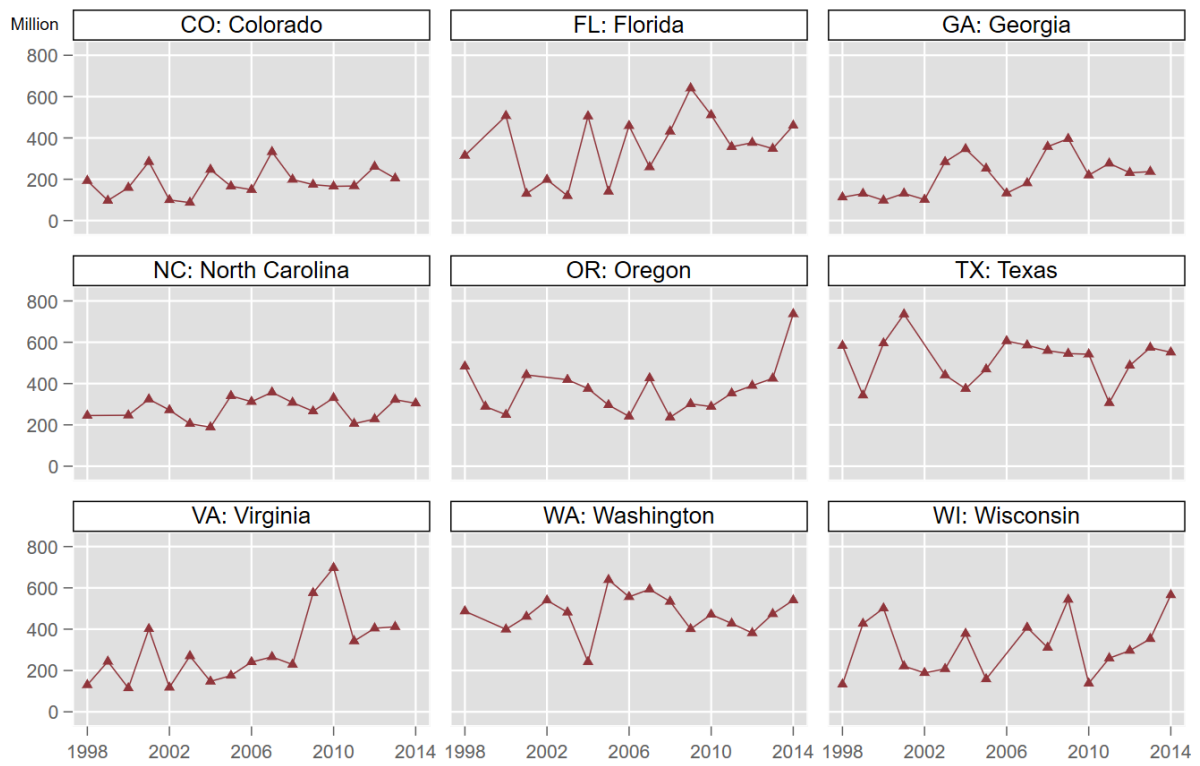 Million
CO: Colorado
FL: Florida
GA: Georgia
800
600
400
200
0
NC: North Carolina
OR: Oregon
TX: Texas
800
600
400
200
0
VA: Virginia
WA: Washington
WI: Wisconsin
800
600
400
200
0
1998 2002 2006 2010 2014
1998 2002 2006 2010 2014
1998 2002 2006 2010 2014